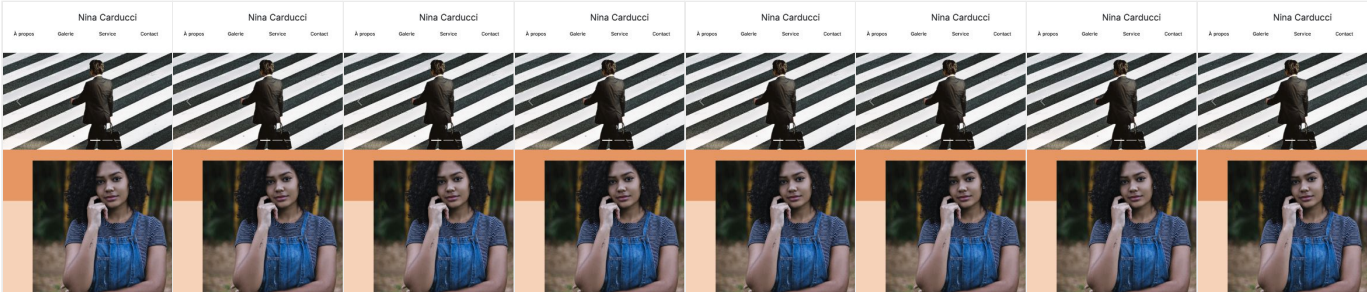 Nina Carducci Nina Carducci Nina Carducci Nina Carducci Nina Carducci Nina Carducci Nina Carducci Nina Carducci
À propos Galerie Service Contact À propos Galerie Service Contact À propos Galerie Service Contact À propos Galerie Service Contact À propos Galerie Service Contact À propos Galerie Service Contact À propos Galerie Service Contact À propos Galerie Service Contact